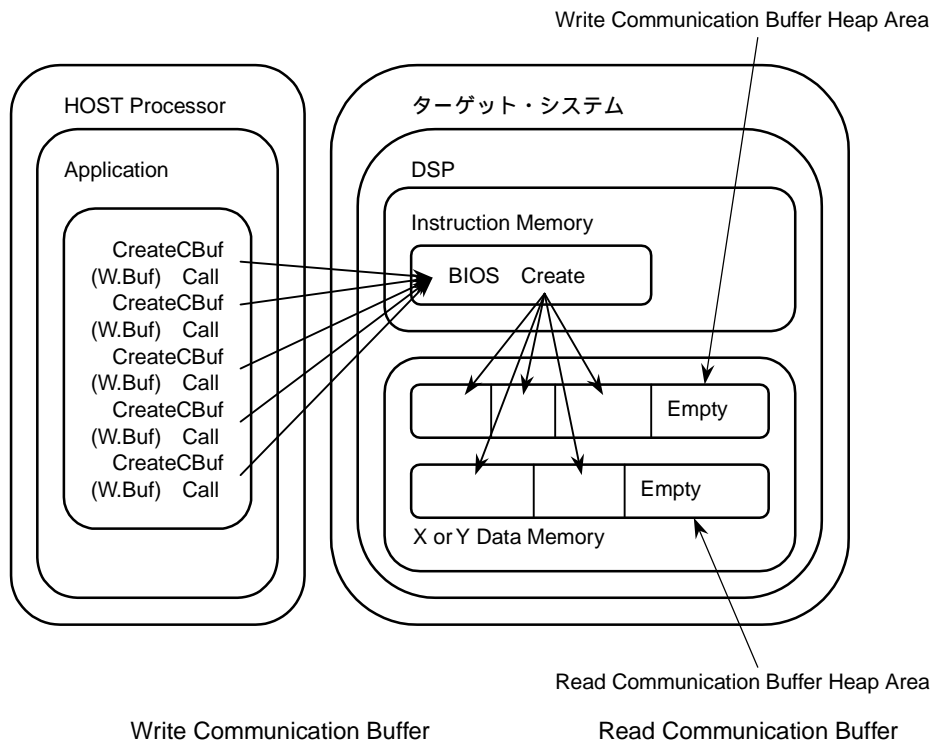 Write Communication Buffer Heap Area
HOST Processor
Application
CreateCBuf
(W.Buf) Call
CreateCBuf
(W.Buf) Call
CreateCBuf
(W.Buf) Call
CreateCBuf
(W.Buf) Call
CreateCBuf
(W.Buf) Call
ターゲット・システム
DSP
Instruction Memory
BIOS Create
Empty
Empty
X or Y Data Memory
Read Communication Buffer Heap Area
Write Communication Buffer
Read Communication Buffer